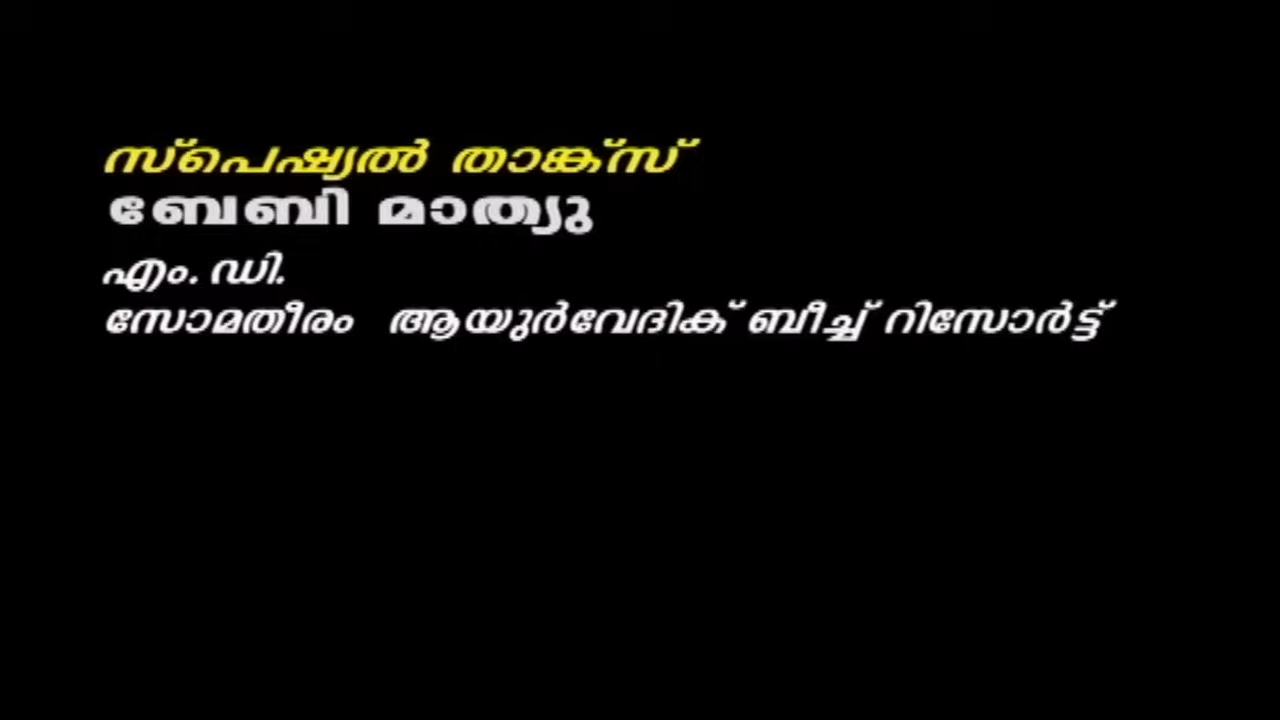 സ്പെഷ്യൽ താങ്ക്സ്
ബേബി മാത്യു
എം. ഡി.
സോമതീരം ആയുർവേദിക് ബീച്ച് റിസോർട്ട്